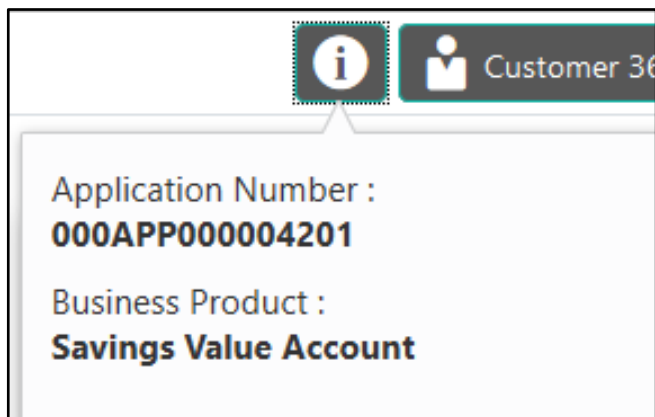 Customer 36
Application Number :
000APP000004201
Business Product :
Savings Value Account